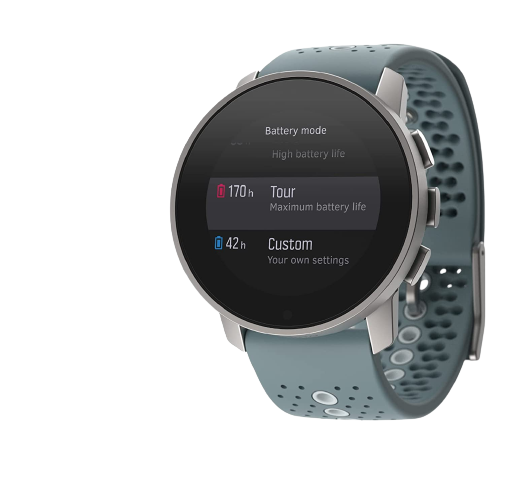 Battery mode
High battery life
170 h Tour
Maximum battery life
42 h Custom
Your own settings